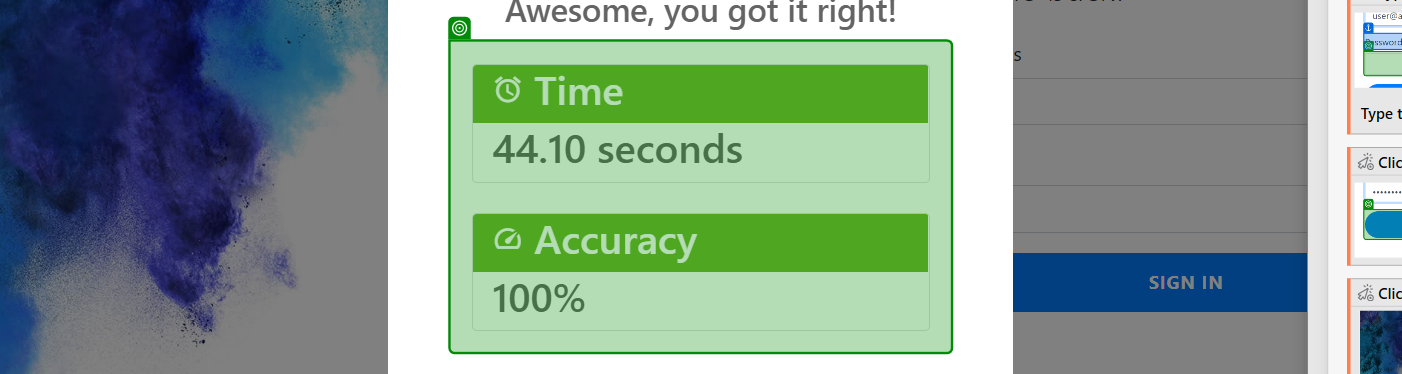 Awesome, you got it right!
Time
44.10 seconds
Accuracy
100%
s
SIGN IN
user@a
Password
Type t
Clic
Clic